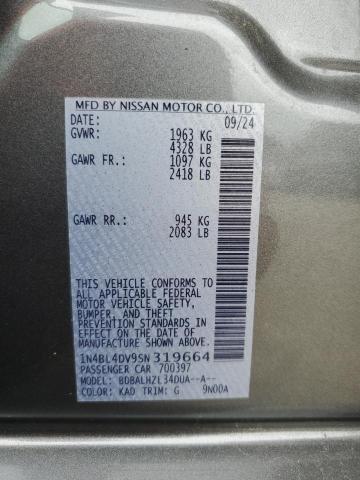 MFD BY NISSAN MOTOR CO., LTD.
DATE: 09/24
GVWR: 1963 KG
4328 LB
GAWR FR.: 1097 KG
2418 LB
GAWR RR.: 945 KG
2083 LB
THIS VEHICLE CONFORMS TO
ALL APPLICABLE FEDERAL
MOTOR VEHICLE SAFETY,
BUMPER, AND THEFT
PREVENTION STANDARDS IN
EFFECT ON THE DATE OF
MANUFACTURE SHOWN ABOVE.
1N4BL4DV9SN319664
PASSENGER CAR 700397
MODEL: BDBALHZL34DUA--A--
COLOR: KAD TRIM: G 9N00A